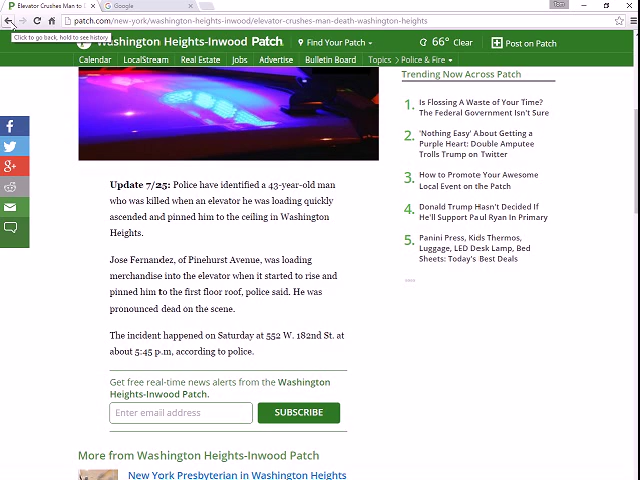 Elevator Crushes Man to D
Google
Tom
patch.com/new-york/washington-heights-inwood/elevator-crushes-man-death-washington-heights
Click to go back, hold to see history
Washington Heights-Inwood Patch
Find Your Patch
66° Clear
Post on Patch
Calendar
LocalStream
Real Estate
Jobs
Advertise
Bulletin Board
Topics
Police & Fire
Update 7/25: Police have identified a 43-year-old man
who was killed when an elevator he was loading quickly
ascended and pinned him to the ceiling in Washington
Heights.
Jose Fernandez, of Pinehurst Avenue, was loading
merchandise into the elevator when it started to rise and
pinned him to the first floor roof, police said. He was
pronounced dead on the scene.
The incident happened on Saturday at 552 W. 182nd St. at
about 5:45 p.m, according to police.
Get free real-time news alerts from the Washington
Heights-Inwood Patch.
Enter email address
SUBSCRIBE
More from Washington Heights-Inwood Patch
New York Presbyterian in Washington Heights
Trending Now Across Patch
1. Is Flossing A Waste of Your Time?
The Federal Government Isn't Sure
2. 'Nothing Easy' About Getting a
Purple Heart: Double Amputee
Trolls Trump on Twitter
3. How to Promote Your Awesome
Local Event on the Patch
4. Donald Trump Hasn't Decided If
He'll Support Paul Ryan In Primary
5. Panini Press, Kids Thermos,
Luggage, LED Desk Lamp, Bed
Sheets: Today's Best Deals